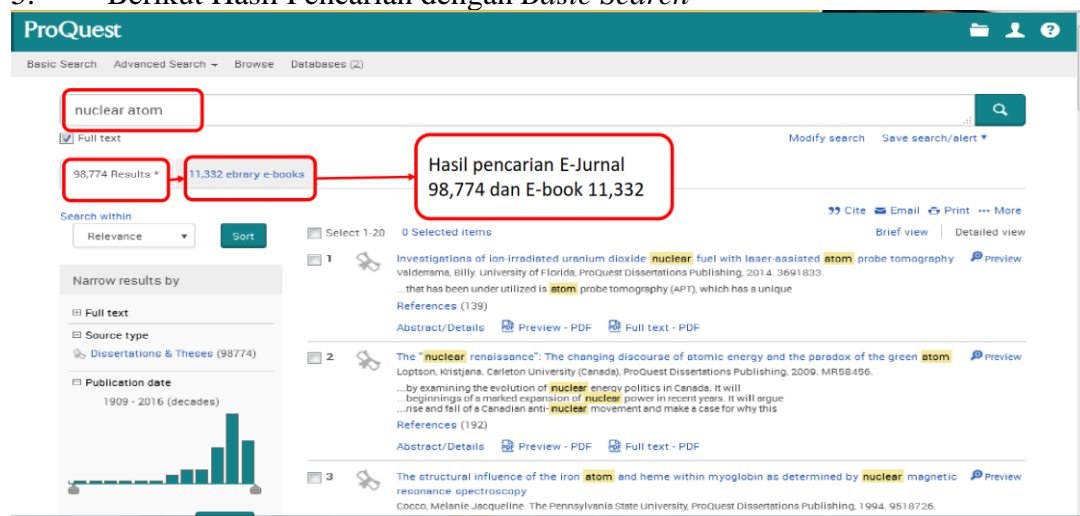 Berikut Hasil Pencarian dengan Basic Search
ProQuest
Basic Search Advanced Search Browse Databases (2)
nuclear atom
Full text
Modify search Save search/alert
98,774 Results * 11,332 ebrary e-books
Hasil pencarian E-Jurnal
98,774 dan E-book 11,332
Cite Email Print ••• More
Search within
Relevance Sort
Select 1-20 0 Selected items
Brief view | Detailed view
Narrow results by
Full text
Source type
Dissertations & Theses (98774)
Publication date
1909 - 2016 (decades)
1 Investigations of ion-irradiated uranium dioxide nuclear fuel with laser-assisted atom probe tomography Preview
Valderrama, Billy. University of Florida, ProQuest Dissertations Publishing, 2014. 3691833.
...that has been under utilized is atom probe tomography (APT), which has a unique
References (139)
Abstract/Details Preview - PDF Full text - PDF
2 The "nuclear renaissance": The changing discourse of atomic energy and the paradox of the green atom Preview
Loptson, Kristjana. Carleton University (Canada), ProQuest Dissertations Publishing, 2009. MR58456.
...by examining the evolution of nuclear energy politics in Canada. It will
...beginnings of a marked expansion of nuclear power in recent years. It will argue
...rise and fall of a Canadian anti-nuclear movement and make a case for why this
References (192)
Abstract/Details Preview - PDF Full text - PDF
3 The structural influence of the iron atom and heme within myoglobin as determined by nuclear magnetic Preview
resonance spectroscopy
Cocco, Melanie Jacqueline. The Pennsylvania State University, ProQuest Dissertations Publishing, 1994. 9518726.